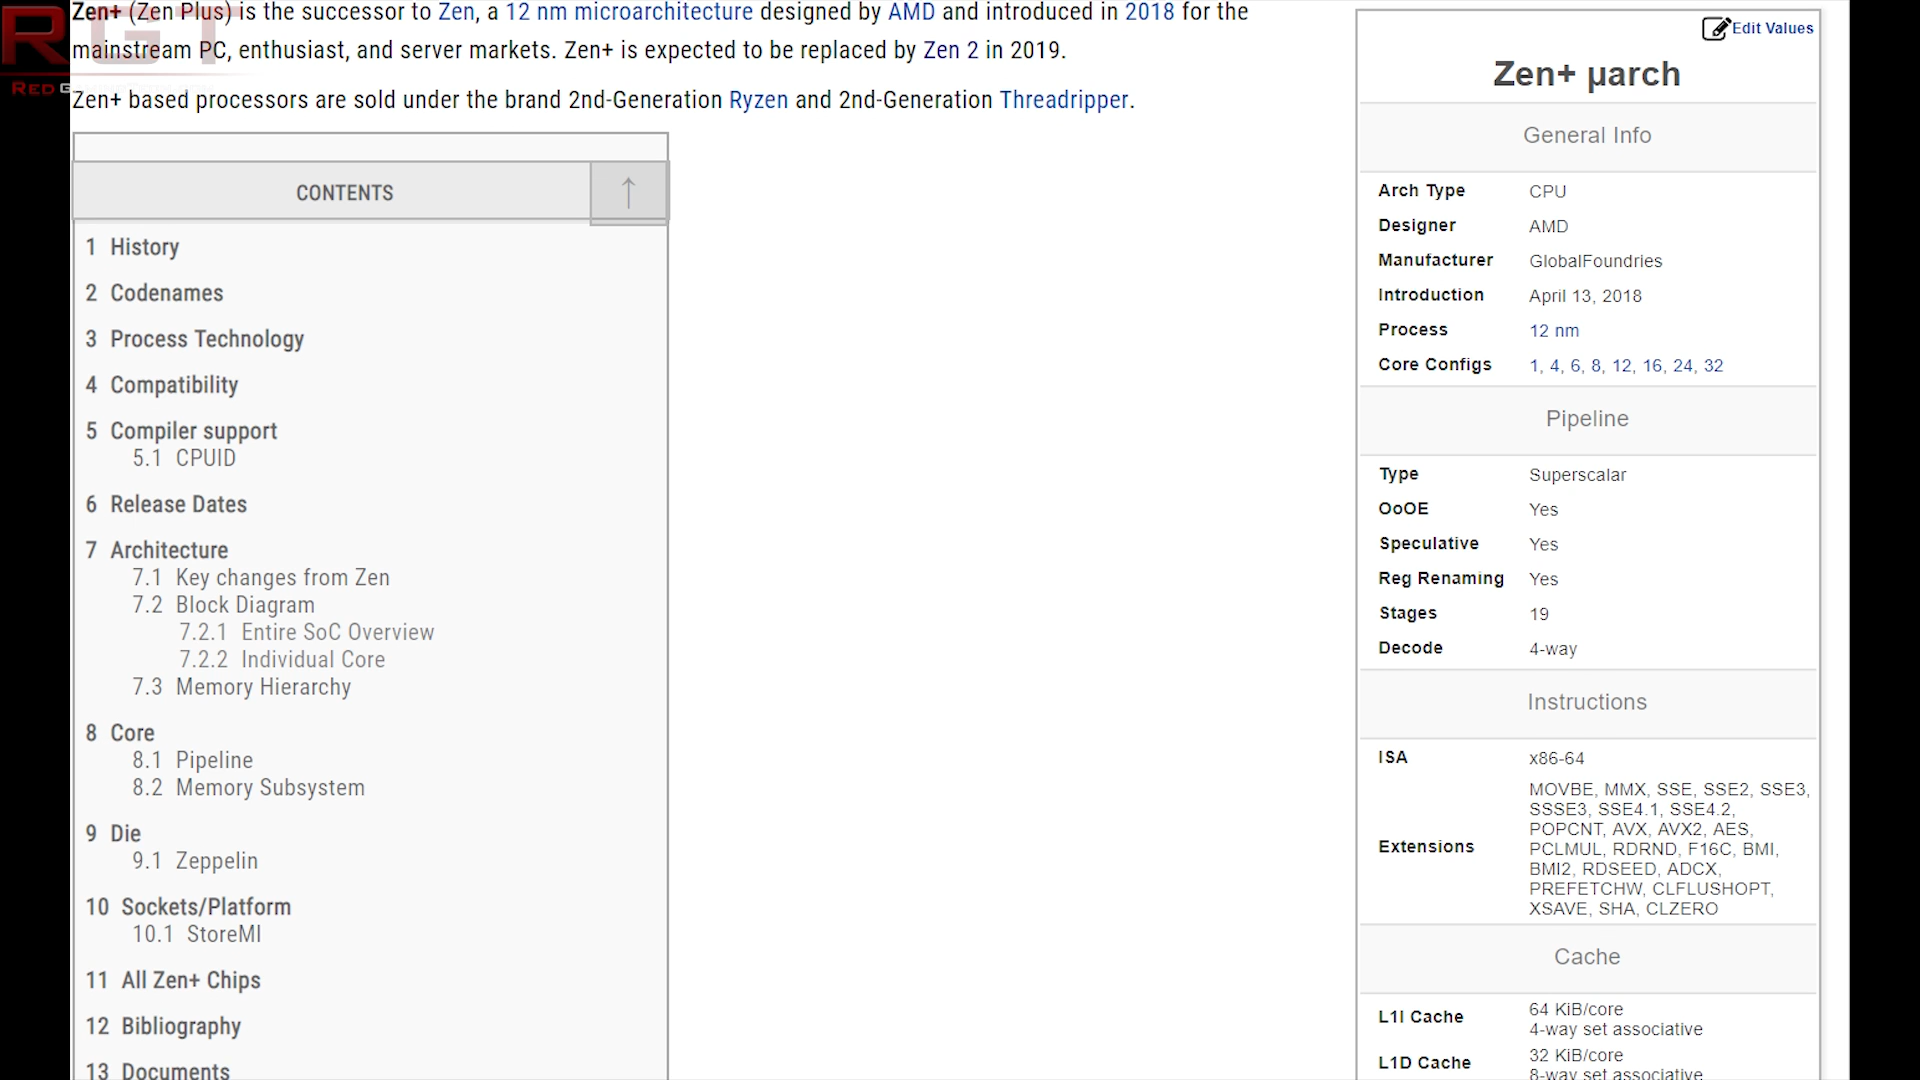 Zen+ (Zen Plus) is the successor to Zen, a 12 nm microarchitecture designed by AMD and introduced in 2018 for the
mainstream PC, enthusiast, and server markets. Zen+ is expected to be replaced by Zen 2 in 2019.
Zen+ based processors are sold under the brand 2nd-Generation Ryzen and 2nd-Generation Threadripper.
RGT
RED G
CONTENTS
↑
1 History
2 Codenames
3 Process Technology
4 Compatibility
5 Compiler support
5.1 CPUID
6 Release Dates
7 Architecture
7.1 Key changes from Zen
7.2 Block Diagram
7.2.1 Entire SoC Overview
7.2.2 Individual Core
7.3 Memory Hierarchy
8 Core
8.1 Pipeline
8.2 Memory Subsystem
9 Die
9.1 Zeppelin
10 Sockets/Platform
10.1 StoreMI
11 All Zen+ Chips
12 Bibliography
13 Documents
Edit Values
Zen+ µarch
General Info
Arch Type CPU
Designer AMD
Manufacturer GlobalFoundries
Introduction April 13, 2018
Process 12 nm
Core Configs 1, 4, 6, 8, 12, 16, 24, 32
Pipeline
Type Superscalar
OoOE Yes
Speculative Yes
Reg Renaming Yes
Stages 19
Decode 4-way
Instructions
ISA x86-64
Extensions MOVBE, MMX, SSE, SSE2, SSE3,
SSSE3, SSE4.1, SSE4.2,
POPCNT, AVX, AVX2, AES,
PCLMUL, RDRND, F16C, BMI,
BMI2, RDSEED, ADCX,
PREFETCHW, CLFLUSHOPT,
XSAVE, SHA, CLZERO
Cache
L1I Cache 64 KiB/core
4-way set associative
L1D Cache 32 KiB/core
8-way set associative